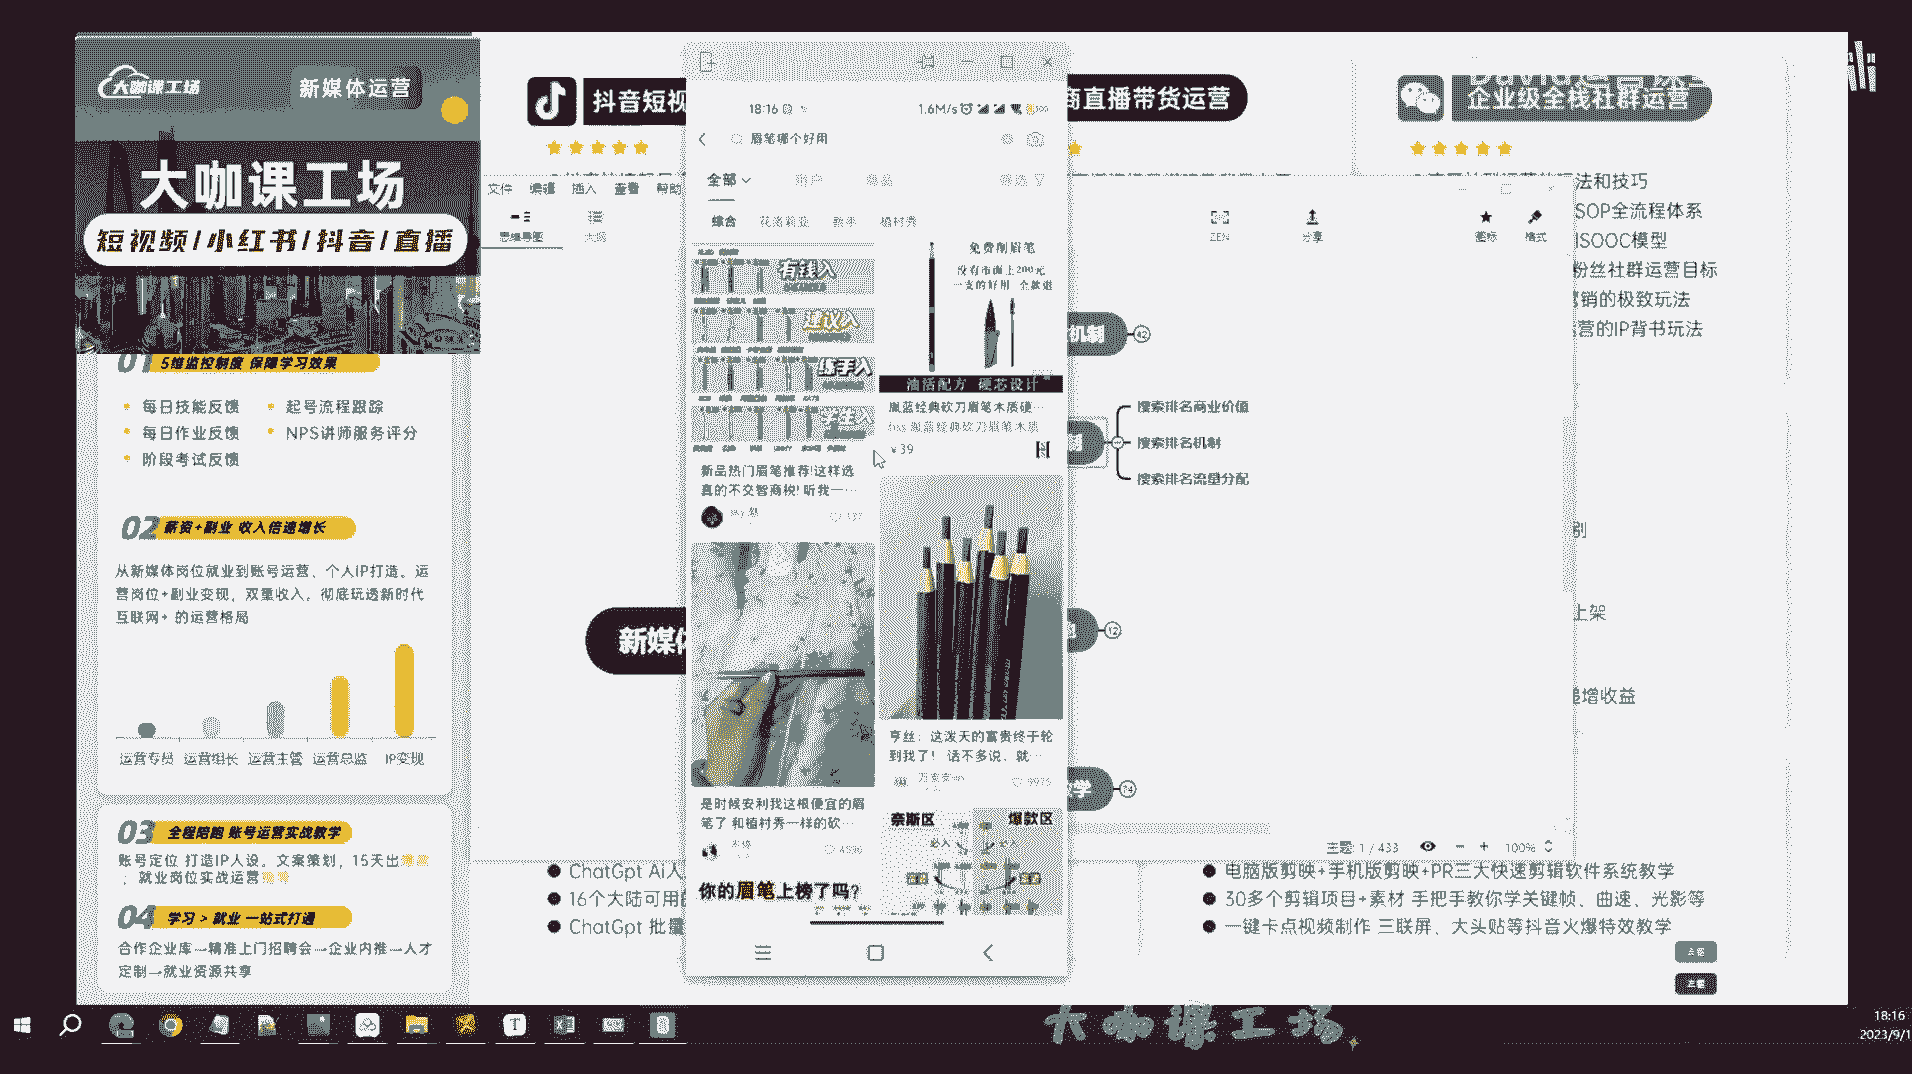 大咖课工场
新媒体运营
大咖课工场
短视频/小红书/抖音/直播
01 5维监控制度 保障学习效果
每日技能反馈
起号流程跟踪
每日作业反馈
NPS讲师服务评分
阶段考试反馈
02 薪资+副业 收入倍速增长
从新媒体岗位就业到账号运营、个人IP打造。运
营岗位+副业变现，双重收入。彻底玩透新时代
互联网+ 的运营格局
运营专员 运营组长 运营主管 运营总监 IP变现
03 全程陪跑 账号运营实战教学
账号定位 打造IP人设。文案策划，15天出
，就业岗位实战运营
04 学习 > 就业 一站式打通
合作企业库→精准上门招聘会→企业内推→人才
定制→就业资源共享
抖音短视
商直播带货运营
企业级全栈社群运营
文件 编辑 插入 查看 帮助
思维导图 大纲
ZEN 分享 图标 格式
法和技巧
SOP全流程体系
ISOOC模型
粉丝社群运营目标
营销的极致玩法
营的IP背书玩法
机制 42
搜索排名商业价值
搜索排名机制
搜索排名流量分配
新媒体
12
学 74
上架
增收益
主题: 1 / 433
100%
18:16
1.6M/s
眉笔哪个好用
全部 用户 商品 筛选
综合 花洛莉亚 新手 植村秀
有钱人
建议入
练手入
学生入
新品热门眉笔推荐!这样选
真的不交智商税! 听我一…
免费削眉笔
没有市面上200元
一支的好用 全款退
油活配方 硬芯设计
胤蓝经典砍刀眉笔木质硬…
bss 胤蓝经典砍刀眉笔木质
¥39
亨丝：这泼天的富贵终于轮
到我了！ 话不多说，就…
是时候安利我这根便宜的眉
笔了 和植村秀一样的砍…
你的眉笔上榜了吗?
奈斯区
爆款区
ChatGpt Ai人
16个大陆可用的
ChatGpt 批量
电脑版剪映+手机版剪映+PR三大快速剪辑软件系统教学
30多个剪辑项目+素材 手把手教你学关键帧、曲速、光影等
一键卡点视频制作 三联屏、大头贴等抖音火爆特效教学
大咖课工场
18:16
2023/9/1